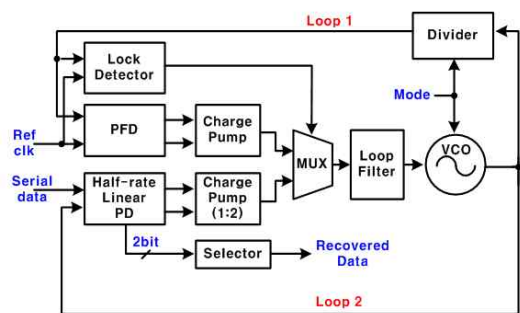 Loop 1
Divider
Lock
Detector
Mode
Ref
clk
PFD
Charge
Pump
MUX
Loop
Filter
VCO
Serial
data
Half-rate
Linear
PD
Charge
Pump
(1:2)
2bit
Selector
Recovered
Data
Loop 2